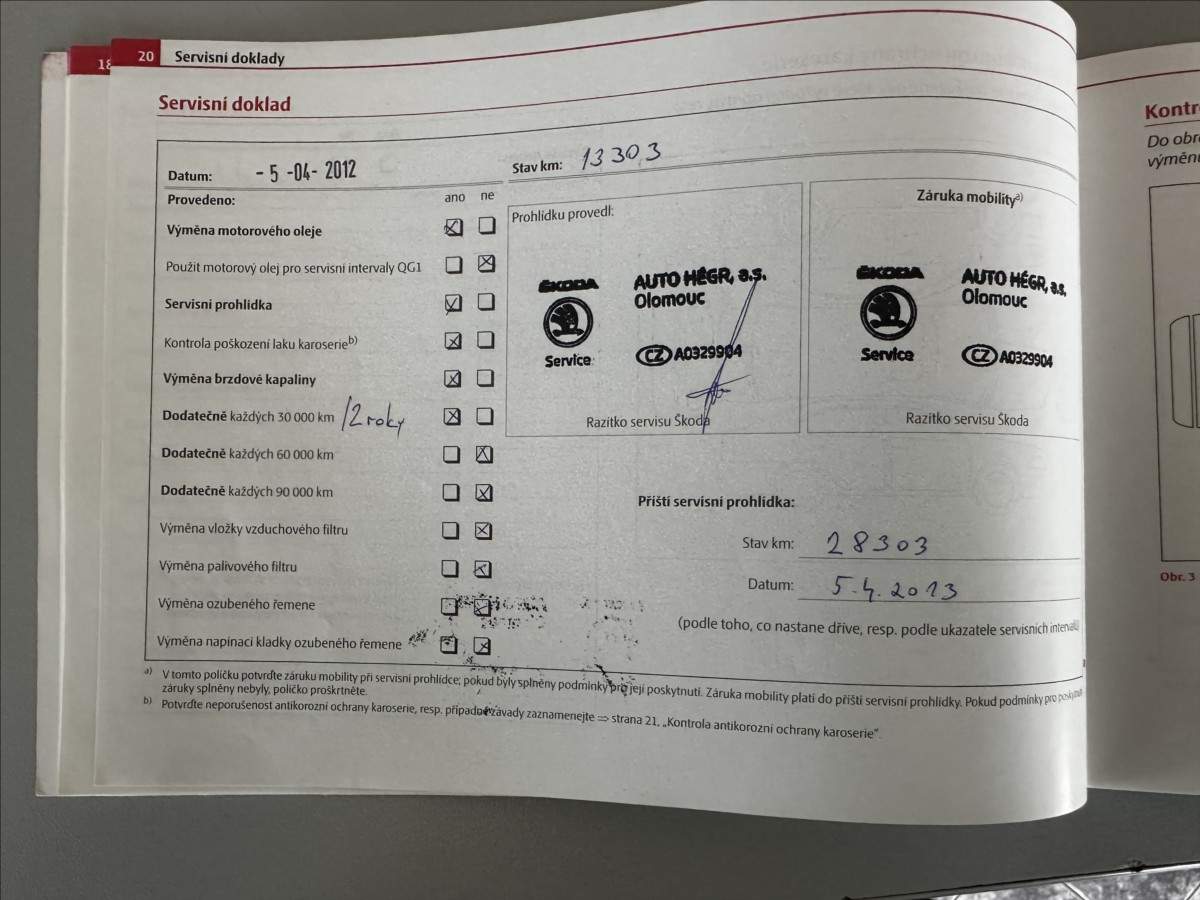 18
20 Servisní doklady
Servisní doklad
Datum: -5-04-2012
Stav km: 13303
Provedeno: ano ne
Výměna motorového oleje
Použit motorový olej pro servisní intervaly QG1
Servisní prohlídka
Kontrola poškození laku karoserie b)
Výměna brzdové kapaliny
Dodatečně každých 30 000 km /2 roky
Dodatečně každých 60 000 km
Dodatečně každých 90 000 km
Výměna vložky vzduchového filtru
Výměna palivového filtru
Výměna ozubeného řemene
Výměna napínací kladky ozubeného řemene
Prohlídku provedl:
ŠKODA
Service
AUTO HÉGR, a.s.
Olomouc
CZ A0329904
Razítko servisu Škoda
Záruka mobility a)
ŠKODA
Service
AUTO HÉGR, a.s.
Olomouc
CZ A0329904
Razítko servisu Škoda
Příští servisní prohlídka:
Stav km: 28303
Datum: 5.4.2013
(podle toho, co nastane dříve, resp. podle ukazatele servisních intervalů)
a) V tomto políčku potvrďte záruku mobility při servisní prohlídce; pokud byly splněny podmínky pro její poskytnutí. Záruka mobility platí do příští servisní prohlídky. Pokud podmínky pro
záruky splněny nebyly, políčko proškrtněte.
b) Potvrďte neporušenost antikorozní ochrany karoserie, resp. případné závady zaznamenejte ⇒ strana 21, „Kontrola antikorozní ochrany karoserie“.
Kontr
Do obr
výměnu
Obr. 3